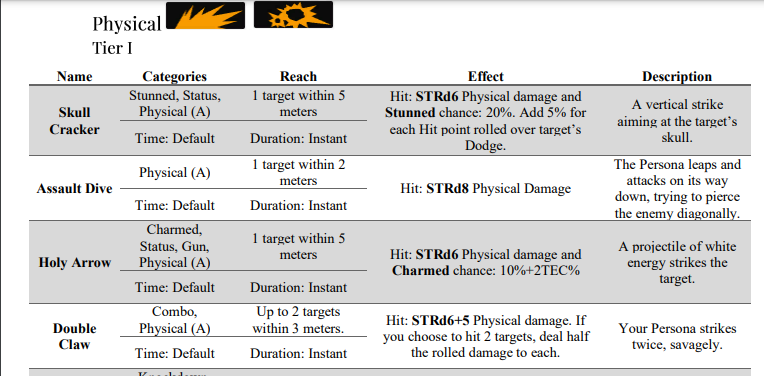 Physical
Tier I
Name Categories Reach Effect Description
Skull
Cracker
Stunned, Status,
Physical (A)
Time: Default
1 target within 5
meters
Duration: Instant
Hit: STRd6 Physical damage and
Stunned chance: 20%. Add 5% for
each Hit point rolled over target's
Dodge.
A vertical strike
aiming at the target's
skull.
Assault Dive
Physical (A)
Time: Default
1 target within 2
meters
Duration: Instant
Hit: STRd8 Physical Damage
The Persona leaps and
attacks on its way
down, trying to pierce
the enemy diagonally.
Holy Arrow
Charmed,
Status, Gun,
Physical (A)
Time: Default
1 target within 5
meters
Duration: Instant
Hit: STRd6 Physical damage and
Charmed chance: 10%+2TEC%
A projectile of white
energy strikes the
target.
Double
Claw
Combo,
Physical (A)
Time: Default
Up to 2 targets
within 3 meters.
Duration: Instant
Hit: STRd6+5 Physical damage. If
you choose to hit 2 targets, deal half
the rolled damage to each.
Your Persona strikes
twice, savagely.